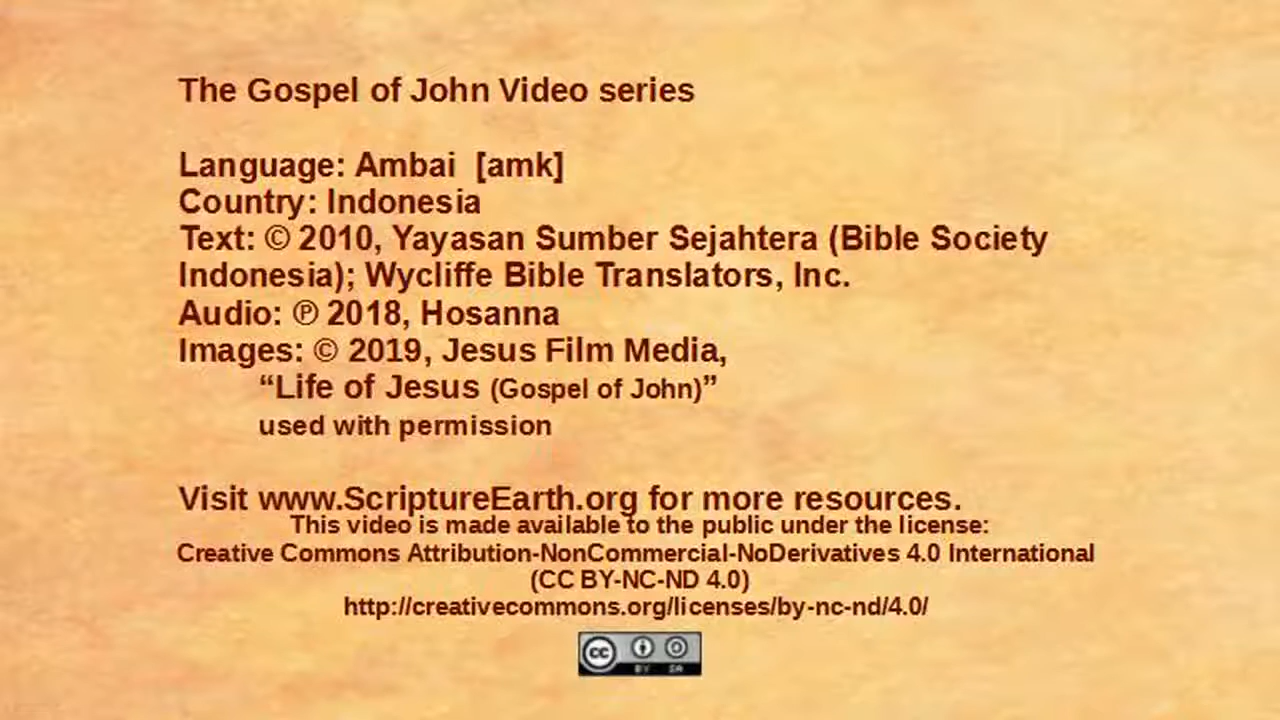 The Gospel of John Video series
Language: Ambai [amk]
Country: Indonesia
Text: © 2010, Yayasan Sumber Sejahtera (Bible Society
Indonesia); Wycliffe Bible Translators, Inc.
Audio: ℗ 2018, Hosanna
Images: © 2019, Jesus Film Media,
“Life of Jesus (Gospel of John)”
used with permission
Visit www.ScriptureEarth.org for more resources.
This video is made available to the public under the license:
Creative Commons Attribution-NonCommercial-NoDerivatives 4.0 International
(CC BY-NC-ND 4.0)
http://creativecommons.org/licenses/by-nc-nd/4.0/
cc BY SA